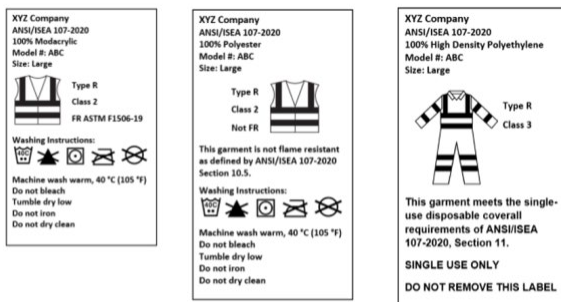 XYZ Company
ANSI/ISEA 107-2020
100% Modacrylic
Model #: ABC
Size: Large
Type R
Class 2
FR ASTM F1506-19
Washing Instructions:
40C
Machine wash warm, 40 °C (105 °F)
Do not bleach
Tumble dry low
Do not iron
Do not dry clean
XYZ Company
ANSI/ISEA 107-2020
100% Polyester
Model #: ABC
Size: Large
Type R
Class 2
Not FR
This garment is not flame resistant
as defined by ANSI/ISEA 107-2020
Section 10.5.
Washing Instructions:
40C
Machine wash warm, 40 °C (105 °F)
Do not bleach
Tumble dry low
Do not iron
Do not dry clean
XYZ Company
ANSI/ISEA 107-2020
100% High Density Polyethylene
Model #: ABC
Size: Large
Type R
Class 3
This garment meets the single-
use disposable coverall
requirements of ANSI/ISEA
107-2020, Section 11.
SINGLE USE ONLY
DO NOT REMOVE THIS LABEL